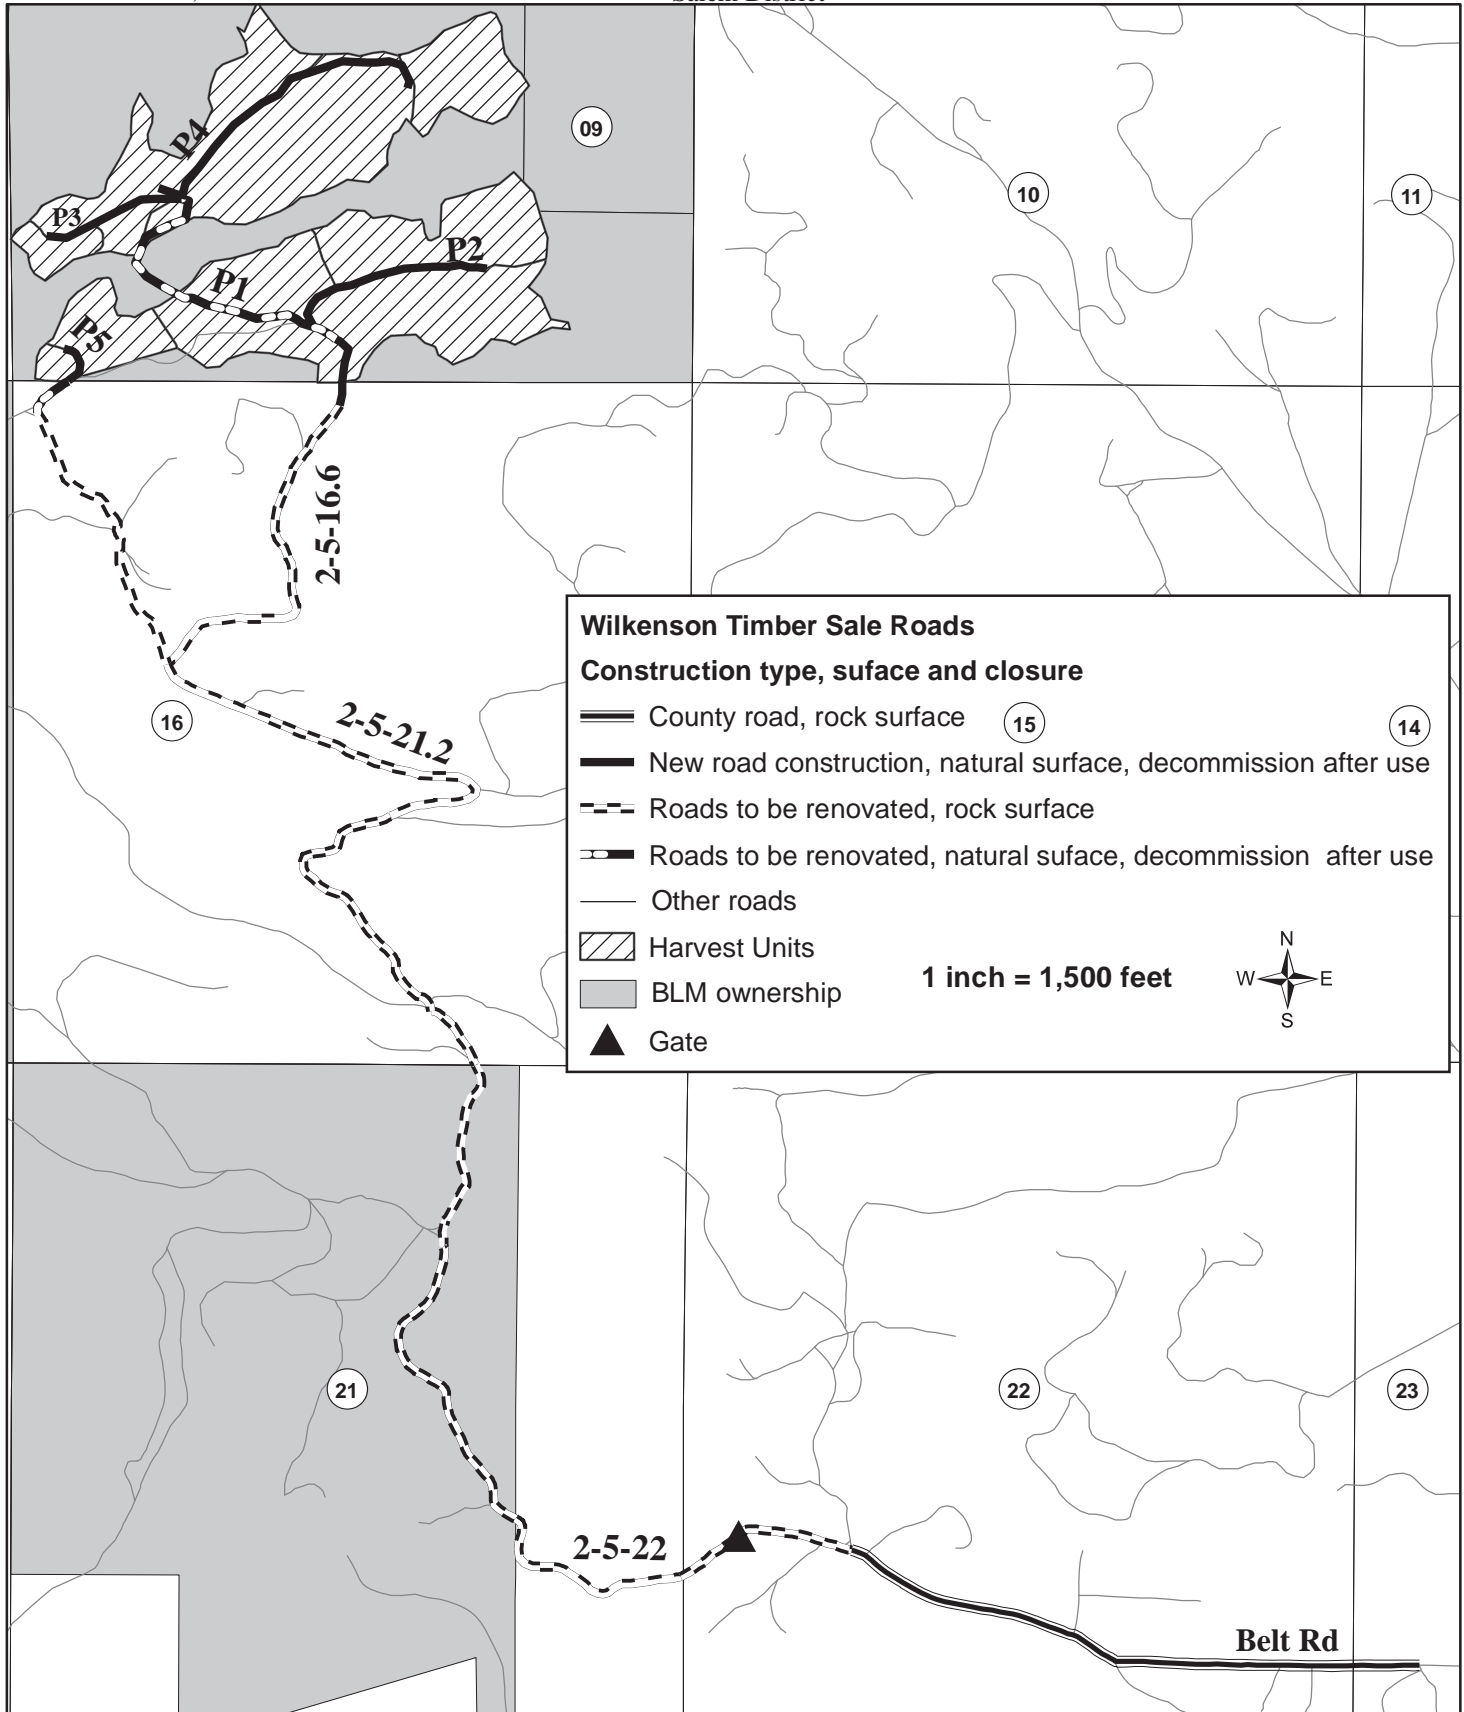 Salem District
09
P4
10
11
P3
P2
P1
P5
2-5-16.6
Wilkenson Timber Sale Roads
Construction type, suface and closure
County road, rock surface
15
14
New road construction, natural surface, decommission after use
Roads to be renovated, rock surface
Roads to be renovated, natural suface, decommission after use
Other roads
Harvest Units
BLM ownership
Gate
1 inch = 1,500 feet
N
W E
S
16
2-5-21.2
21
22
23
2-5-22
Belt Rd